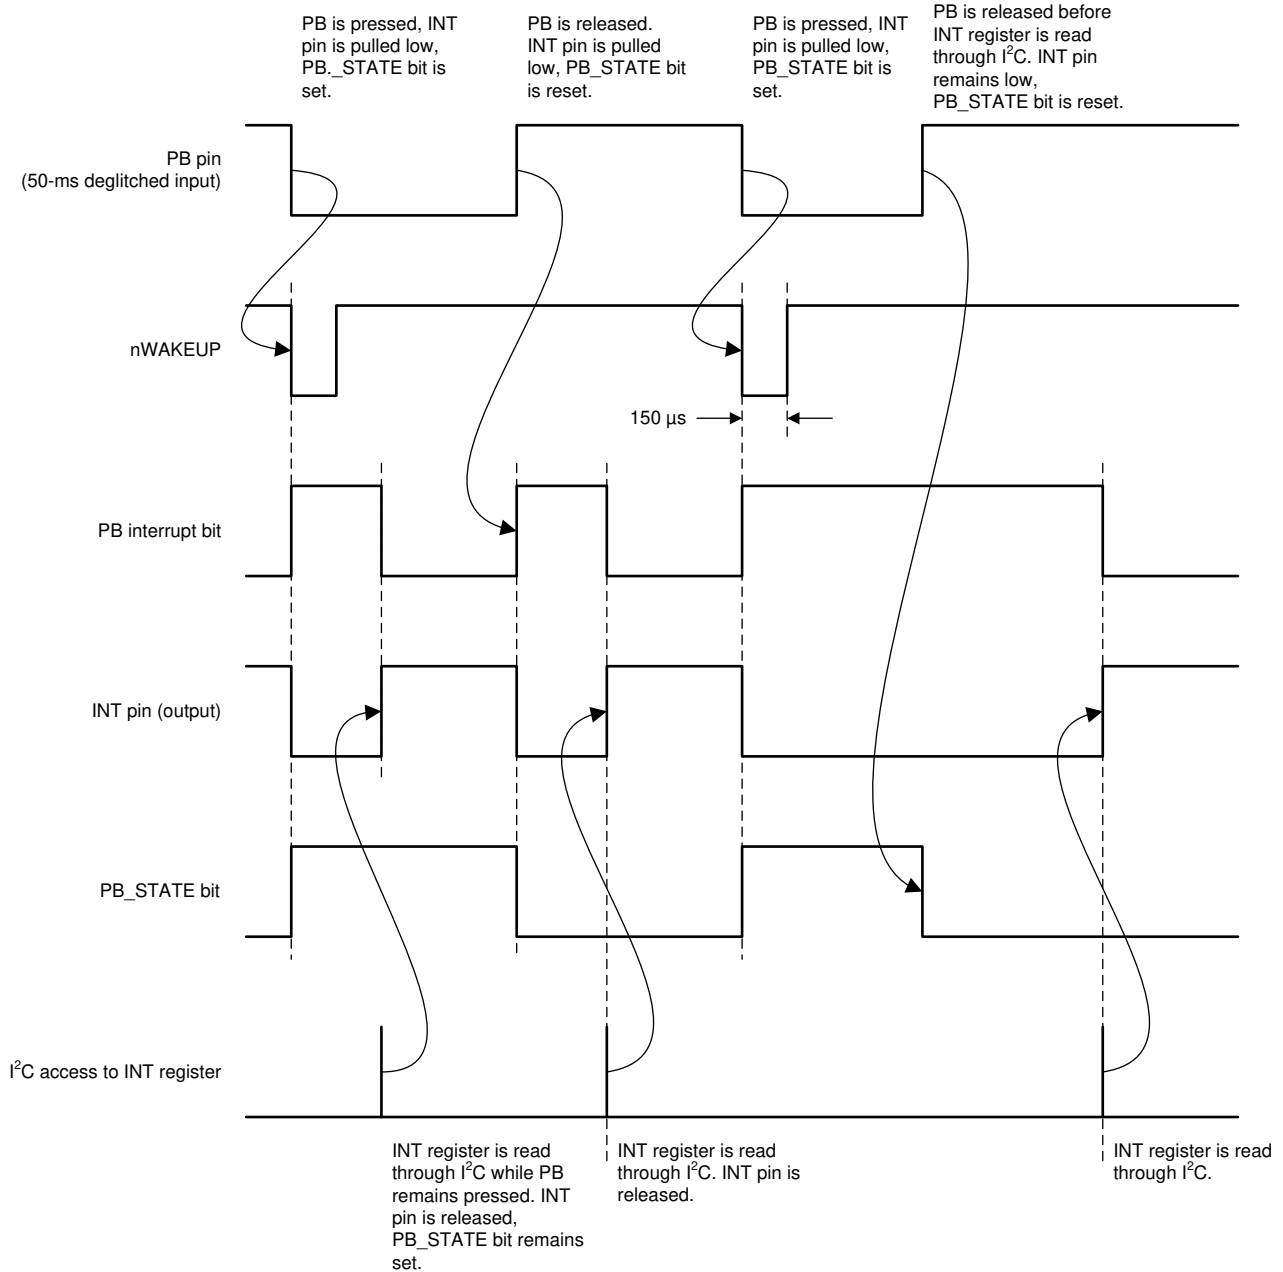 PB is pressed, INT
pin is pulled low,
PB._STATE bit is
set.
PB is released.
INT pin is pulled
low, PB_STATE bit
is reset.
PB is pressed, INT
pin is pulled low,
PB_STATE bit is
set.
PB is released before
INT register is read
through I²C. INT pin
remains low,
PB_STATE bit is reset.
PB pin
(50-ms deglitched input)
nWAKEUP
150 µs
PB interrupt bit
INT pin (output)
PB_STATE bit
I²C access to INT register
INT register is read
through I²C while PB
remains pressed. INT
pin is released,
PB_STATE bit remains
set.
INT register is read
through I²C. INT pin is
released.
INT register is read
through I²C.